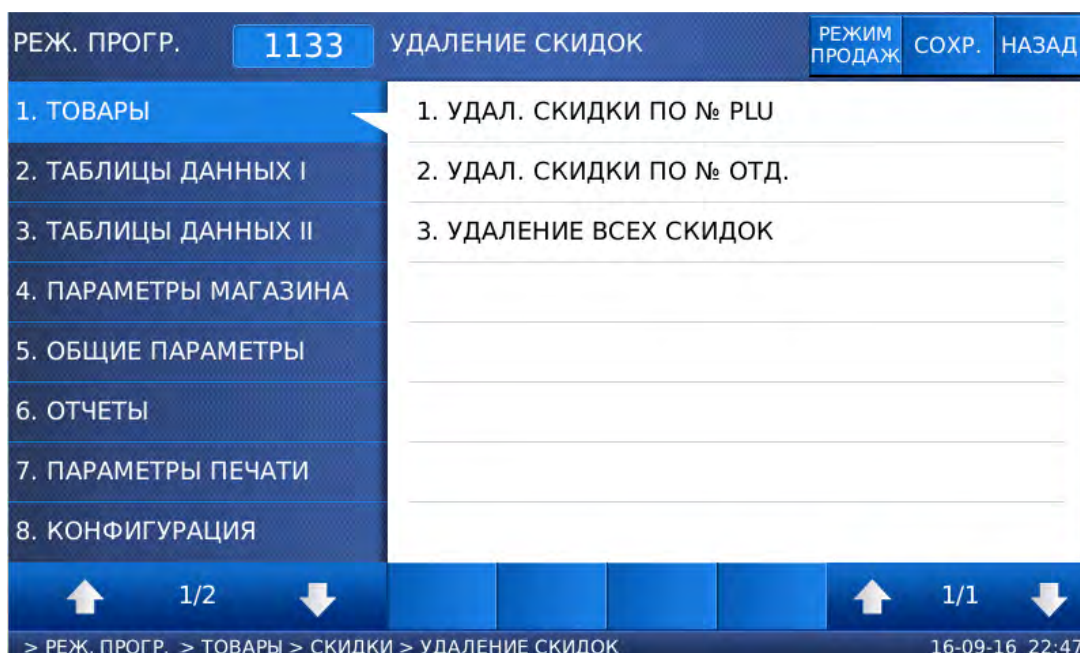 РЕЖ. ПРОГР. 1133 УДАЛЕНИЕ СКИДОК РЕЖИМ ПРОДАЖ СОХР. НАЗАД
1. ТОВАРЫ
2. ТАБЛИЦЫ ДАННЫХ I
3. ТАБЛИЦЫ ДАННЫХ II
4. ПАРАМЕТРЫ МАГАЗИНА
5. ОБЩИЕ ПАРАМЕТРЫ
6. ОТЧЕТЫ
7. ПАРАМЕТРЫ ПЕЧАТИ
8. КОНФИГУРАЦИЯ
1. УДАЛ. СКИДКИ ПО № PLU
2. УДАЛ. СКИДКИ ПО № ОТД.
3. УДАЛЕНИЕ ВСЕХ СКИДОК
1/2
1/1
> РЕЖ. ПРОГР. > ТОВАРЫ > СКИДКИ > УДАЛЕНИЕ СКИДОК
16-09-16 22:47